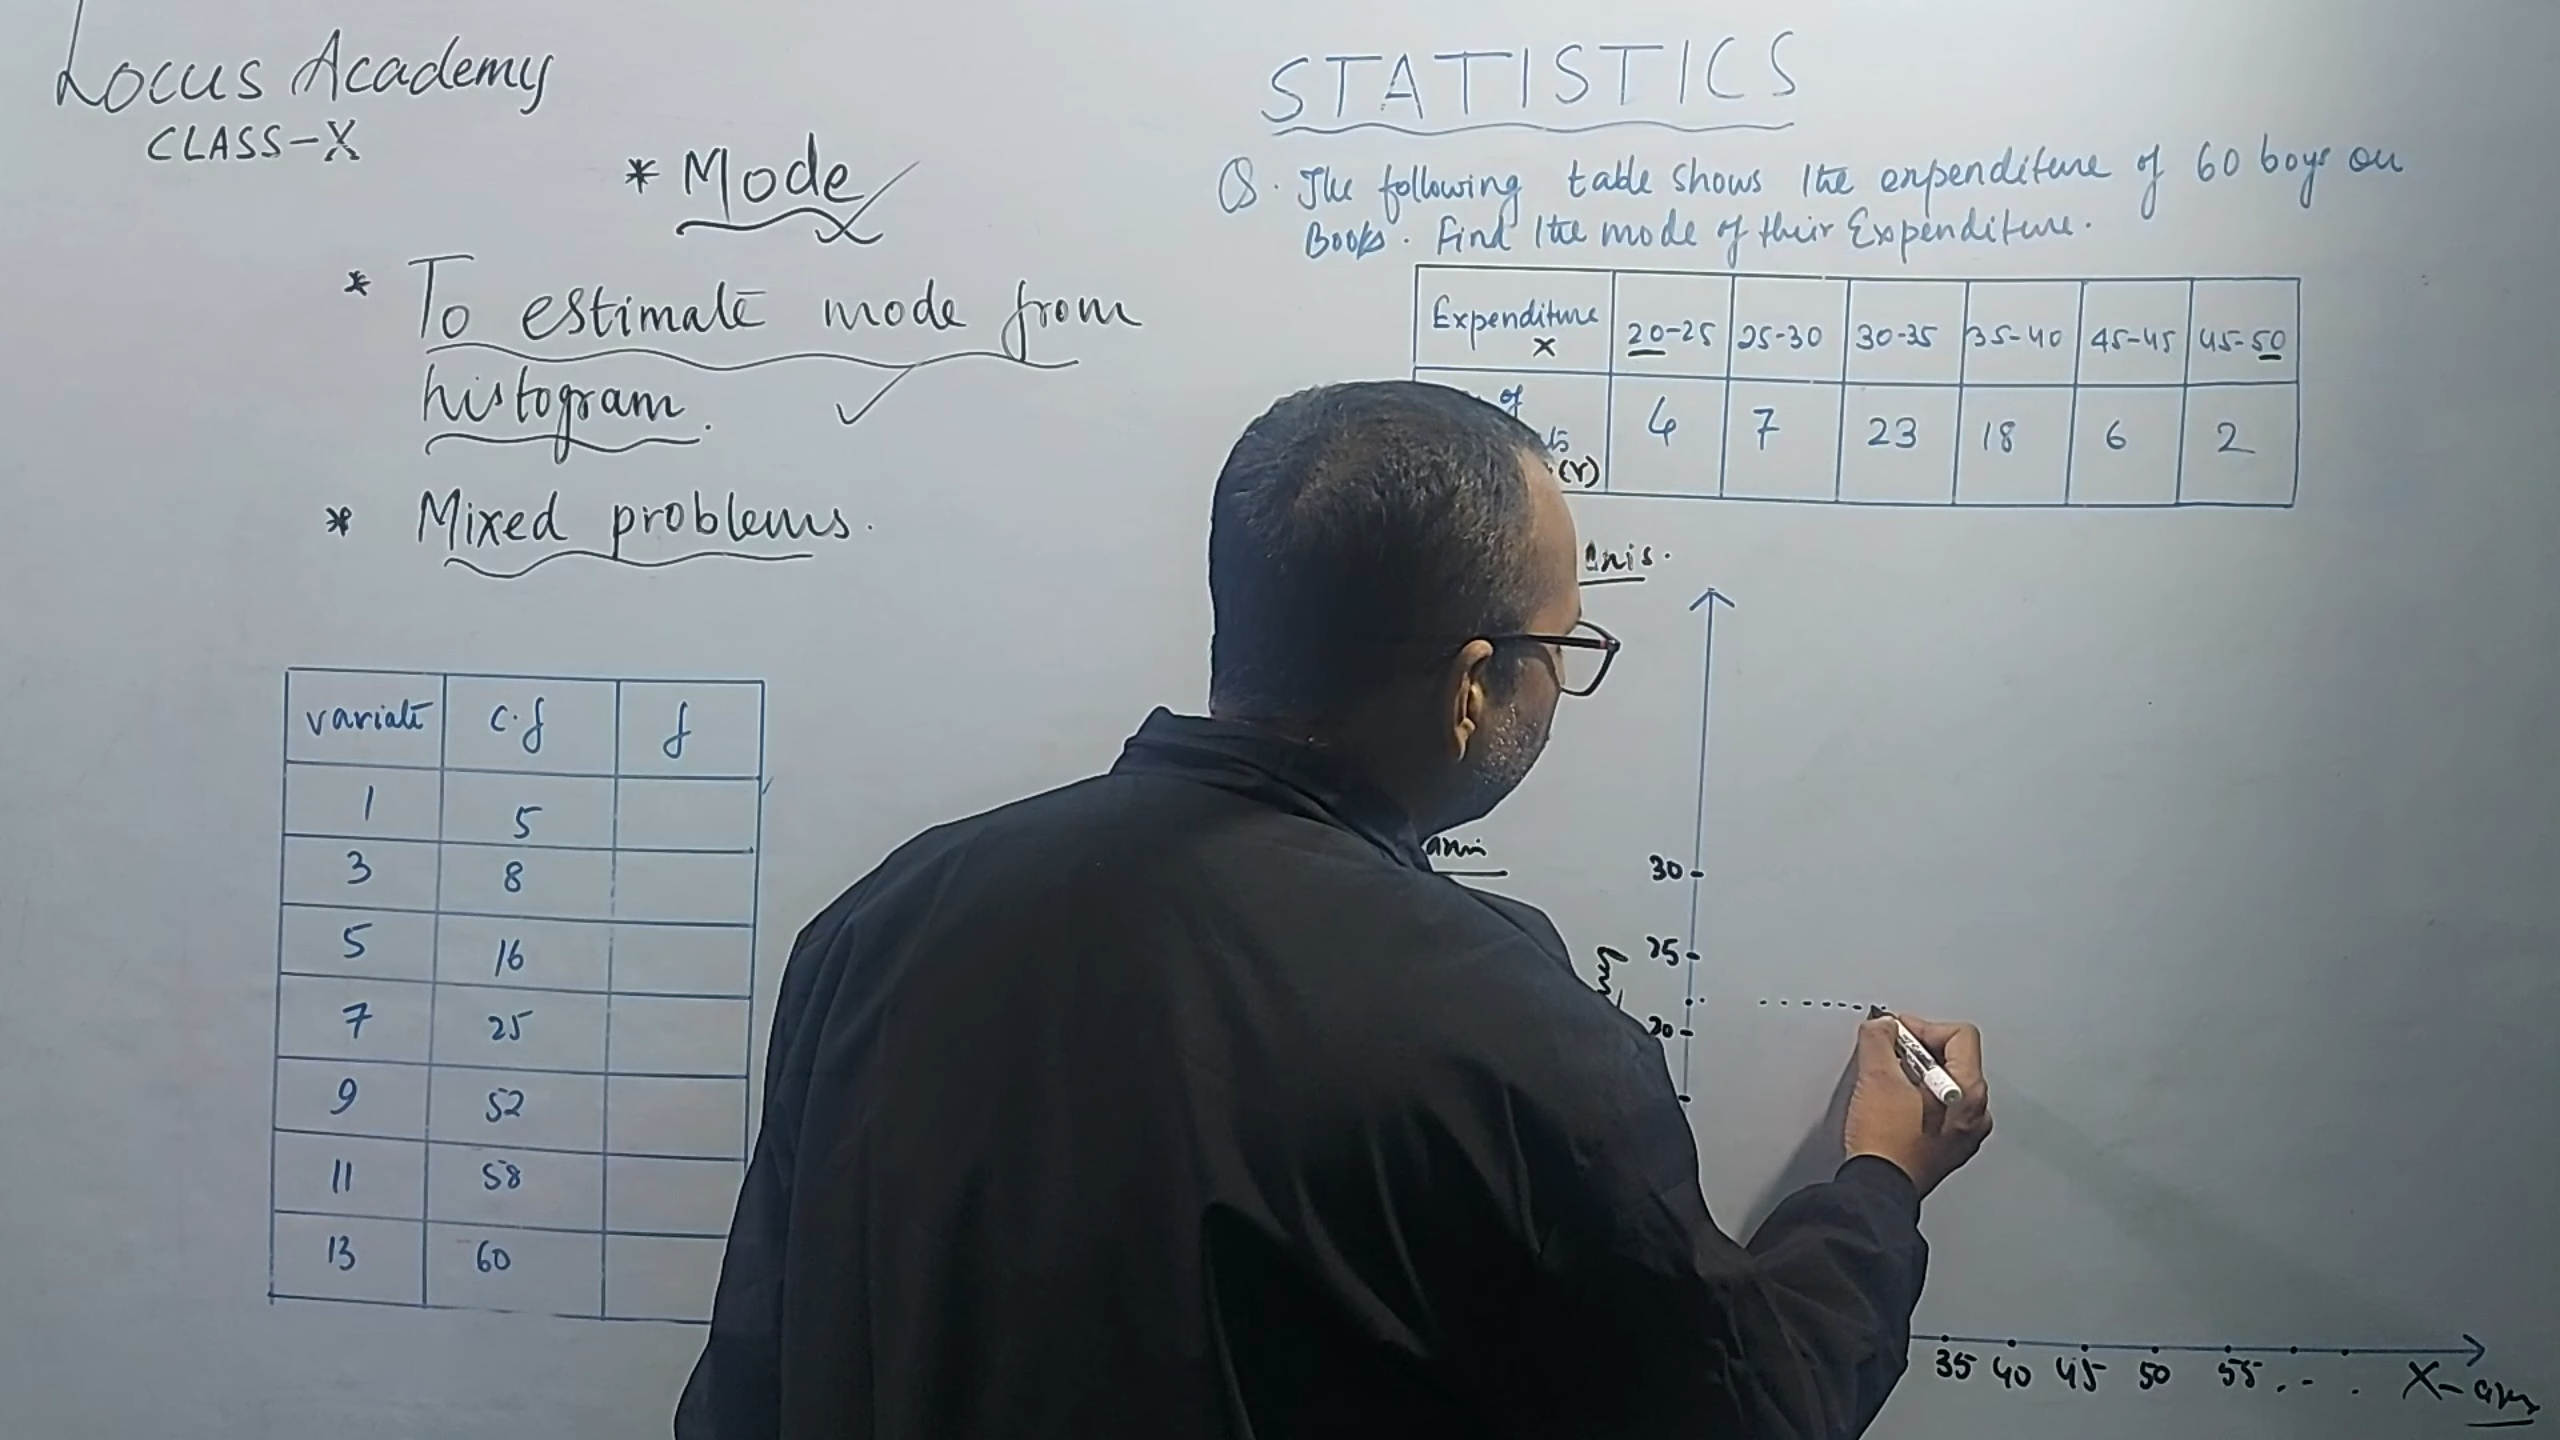 Locus Academy
CLASS-X
* Mode
* To estimate mode from
histogram.
* Mixed problems.
variate c.f f
1 5
3 8
5 16
7 25
9 52
11 58
13 60
STATISTICS
Q. The following table shows the expenditure of 60 boys on
Books. Find the mode of their Expenditure.
Expenditure x 20-25 25-30 30-35 35-40 45-45 45-50
of (Y) 4 7 23 18 6 2
30
25
20
35 40 45 50 55 . - . X-axis